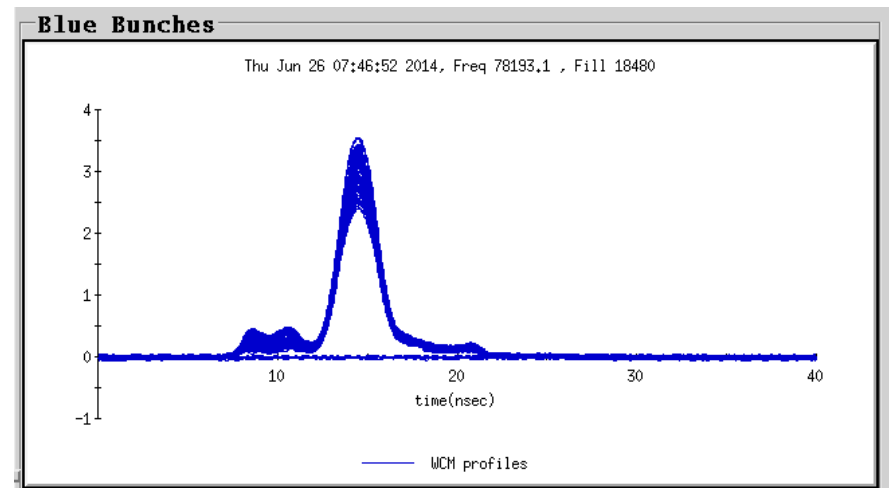 Blue Bunches
Thu Jun 26 07:46:52 2014, Freq 78193.1 , Fill 18480
4
3
2
1
0
-1
10 20 30 40
time(nsec)
WCM profiles